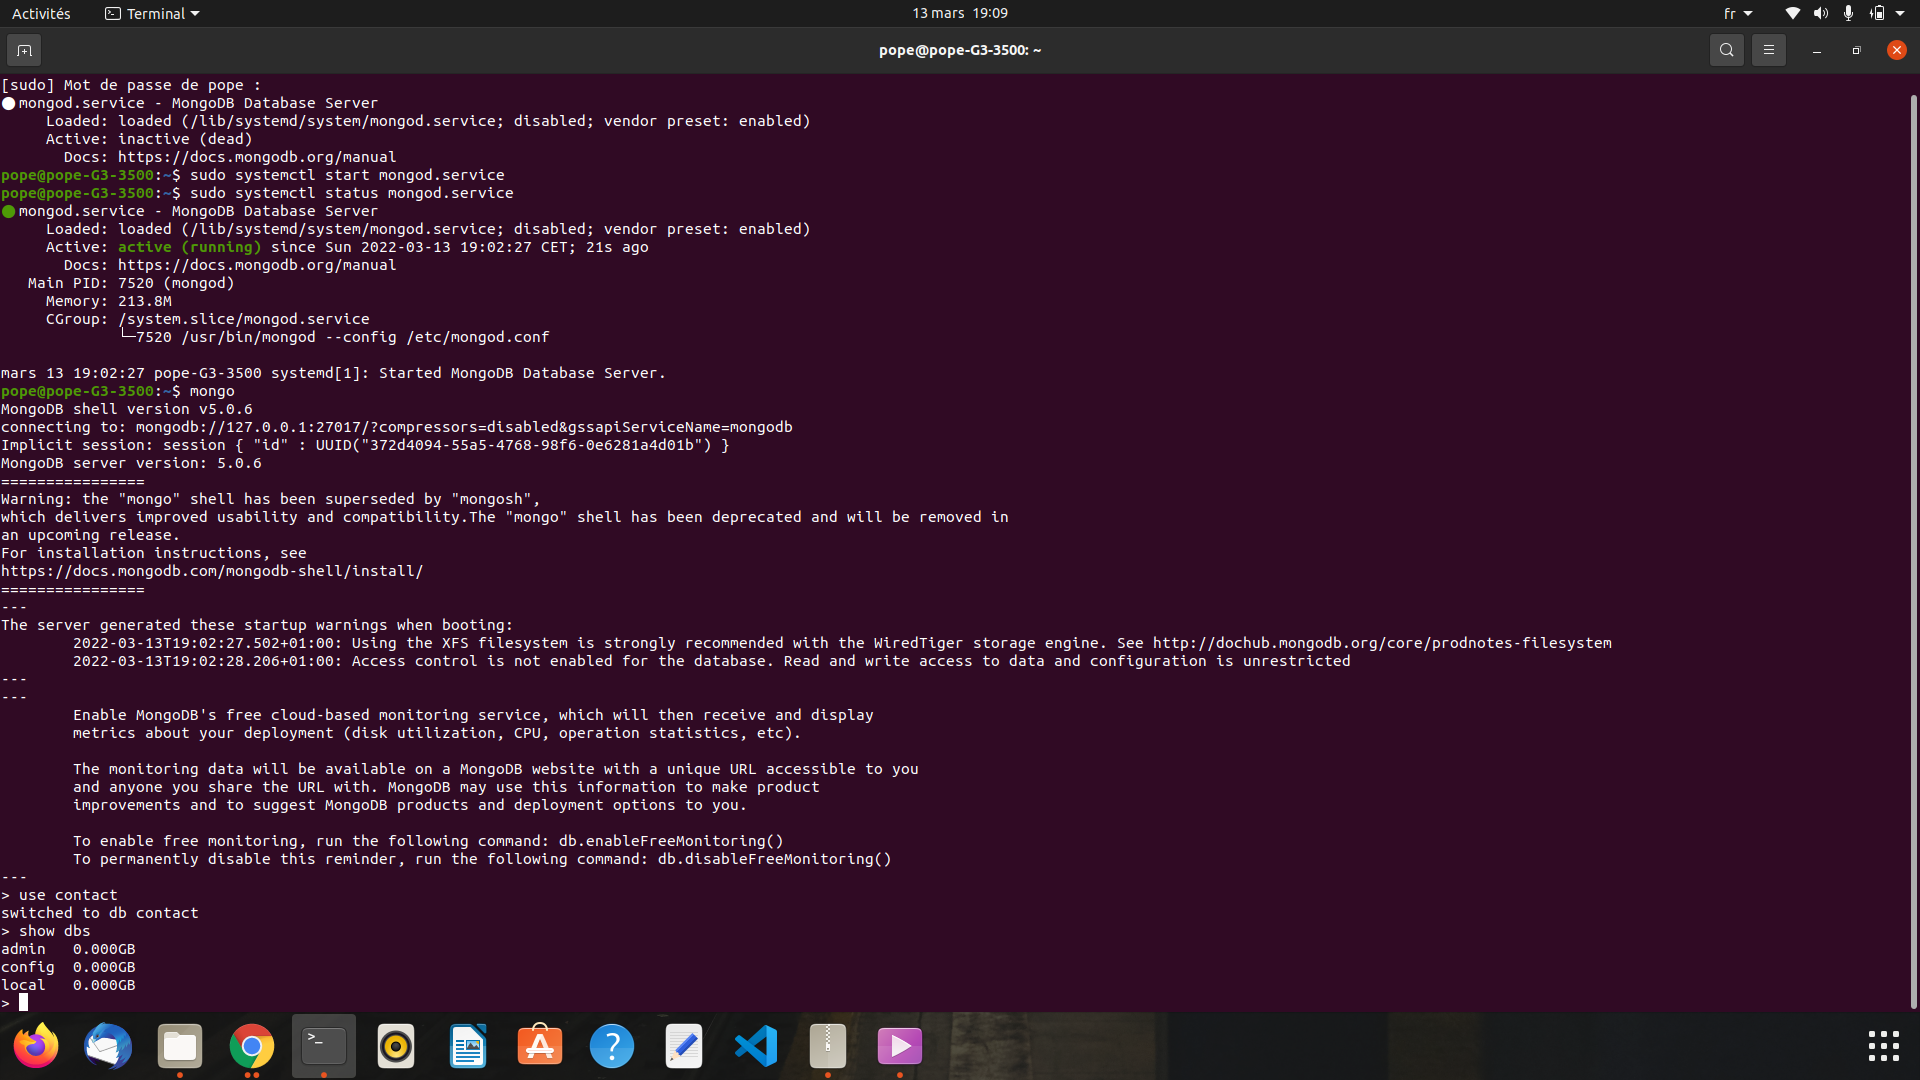 Activités
Terminal
13 mars 19:09
fr
pope@pope-G3-3500: ~
[sudo] Mot de passe de pope :
mongod.service - MongoDB Database Server
Loaded: loaded (/lib/systemd/system/mongod.service; disabled; vendor preset: enabled)
Active: inactive (dead)
Docs: https://docs.mongodb.org/manual
pope@pope-G3-3500:~$ sudo systemctl start mongod.service
pope@pope-G3-3500:~$ sudo systemctl status mongod.service
mongod.service - MongoDB Database Server
Loaded: loaded (/lib/systemd/system/mongod.service; disabled; vendor preset: enabled)
Active: active (running) since Sun 2022-03-13 19:02:27 CET; 21s ago
Docs: https://docs.mongodb.org/manual
Main PID: 7520 (mongod)
Memory: 213.8M
CGroup: /system.slice/mongod.service
└─7520 /usr/bin/mongod --config /etc/mongod.conf
mars 13 19:02:27 pope-G3-3500 systemd[1]: Started MongoDB Database Server.
pope@pope-G3-3500:~$ mongo
MongoDB shell version v5.0.6
connecting to: mongodb://127.0.0.1:27017/?compressors=disabled&gssapiServiceName=mongodb
Implicit session: session { "id" : UUID("372d4094-55a5-4768-98f6-0e6281a4d01b") }
MongoDB server version: 5.0.6
================
Warning: the "mongo" shell has been superseded by "mongosh",
which delivers improved usability and compatibility.The "mongo" shell has been deprecated and will be removed in
an upcoming release.
For installation instructions, see
https://docs.mongodb.com/mongodb-shell/install/
================
---
The server generated these startup warnings when booting:
2022-03-13T19:02:27.502+01:00: Using the XFS filesystem is strongly recommended with the WiredTiger storage engine. See http://dochub.mongodb.org/core/prodnotes-filesystem
2022-03-13T19:02:28.206+01:00: Access control is not enabled for the database. Read and write access to data and configuration is unrestricted
---
---
Enable MongoDB's free cloud-based monitoring service, which will then receive and display
metrics about your deployment (disk utilization, CPU, operation statistics, etc).
The monitoring data will be available on a MongoDB website with a unique URL accessible to you
and anyone you share the URL with. MongoDB may use this information to make product
improvements and to suggest MongoDB products and deployment options to you.
To enable free monitoring, run the following command: db.enableFreeMonitoring()
To permanently disable this reminder, run the following command: db.disableFreeMonitoring()
---
> use contact
switched to db contact
> show dbs
admin   0.000GB
config  0.000GB
local   0.000GB
>